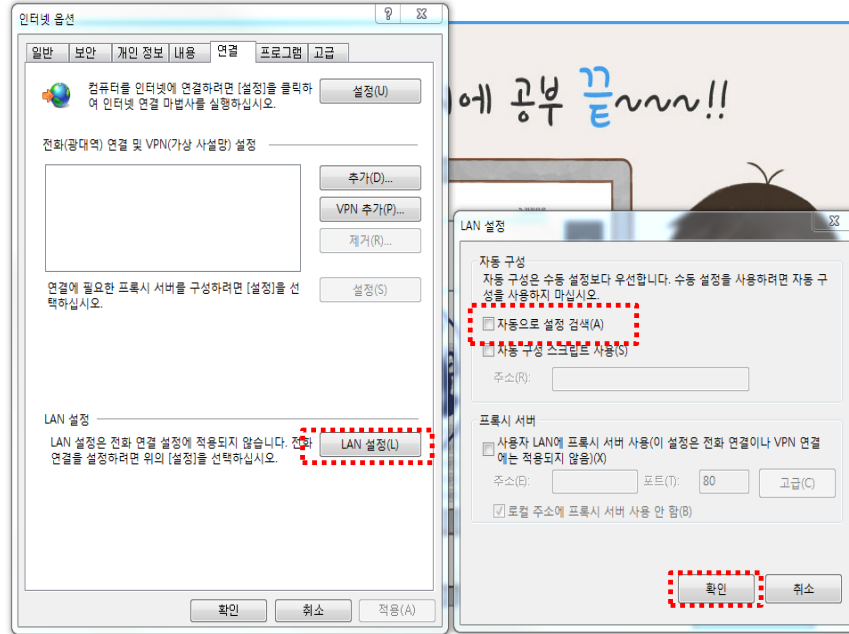 인터넷 옵션
일반 보안 개인 정보 내용 연결 프로그램 고급
컴퓨터를 인터넷에 연결하려면 [설정]을 클릭하
여 인터넷 연결 마법사를 실행하십시오.
설정(U)
전화(광대역) 연결 및 VPN(가상 사설망) 설정
추가(D)...
VPN 추가(P)...
제거(R)...
연결에 필요한 프록시 서버를 구성하려면 [설정]을 선
택하십시오.
설정(S)
LAN 설정
LAN 설정은 전화 연결 설정에 적용되지 않습니다. 전화
연결을 설정하려면 위의 [설정]을 선택하십시오.
LAN 설정(L)
확인 취소 적용(A)
에 공부 끝~~~!!
LAN 설정
자동 구성
자동 구성은 수동 설정보다 우선합니다. 수동 설정을 사용하려면 자동 구
성을 사용하지 마십시오.
자동으로 설정 검색(A)
자동 구성 스크립트 사용(S)
주소(R):
프록시 서버
사용자 LAN에 프록시 서버 사용(이 설정은 전화 연결이나 VPN 연결
에는 적용되지 않음)(X)
주소(E): 포트(T): 80 고급(C)
로컬 주소에 프록시 서버 사용 안 함(B)
확인 취소